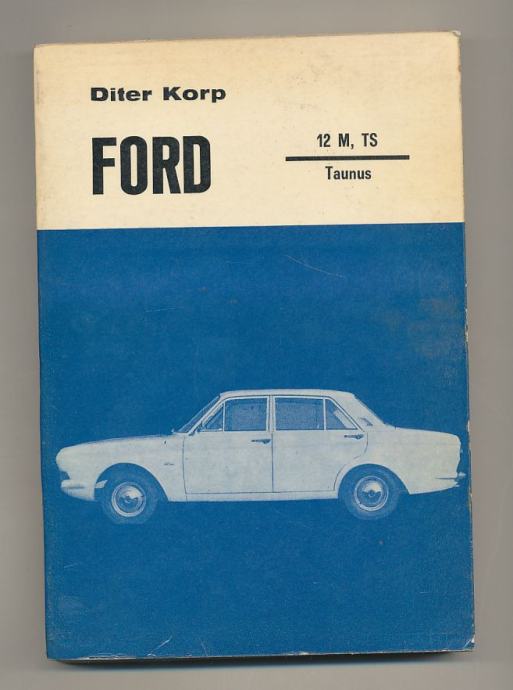 Diter Korp
FORD
12 M, TS
Taunus